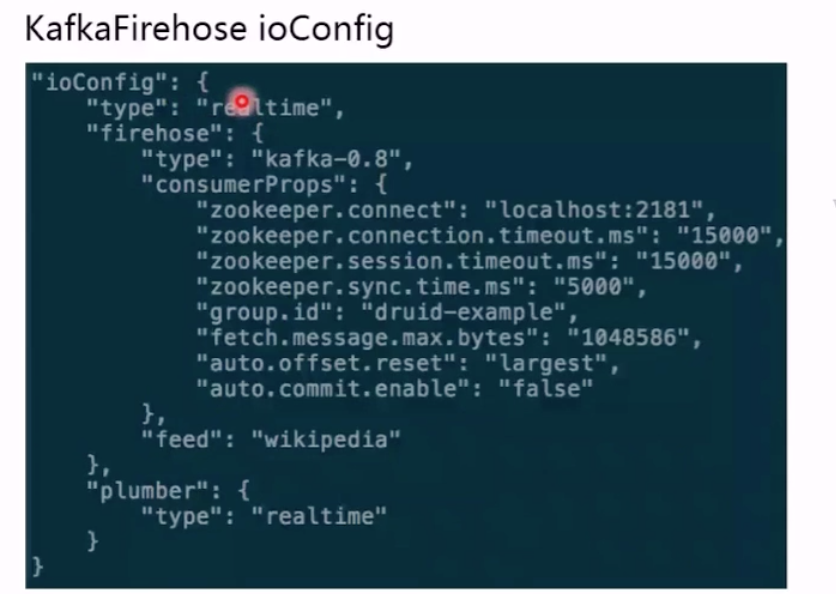 KafkaFirehose ioConfig
"ioConfig": {
"type": "realtime",
"firehose": {
"type": "kafka-0.8",
"consumerProps": {
"zookeeper.connect": "localhost:2181",
"zookeeper.connection.timeout.ms": "15000",
"zookeeper.session.timeout.ms": "15000",
"zookeeper.sync.time.ms": "5000",
"group.id": "druid-example",
"fetch.message.max.bytes": "1048586",
"auto.offset.reset": "largest",
"auto.commit.enable": "false"
},
"feed": "wikipedia"
},
"plumber": {
"type": "realtime"
}
}